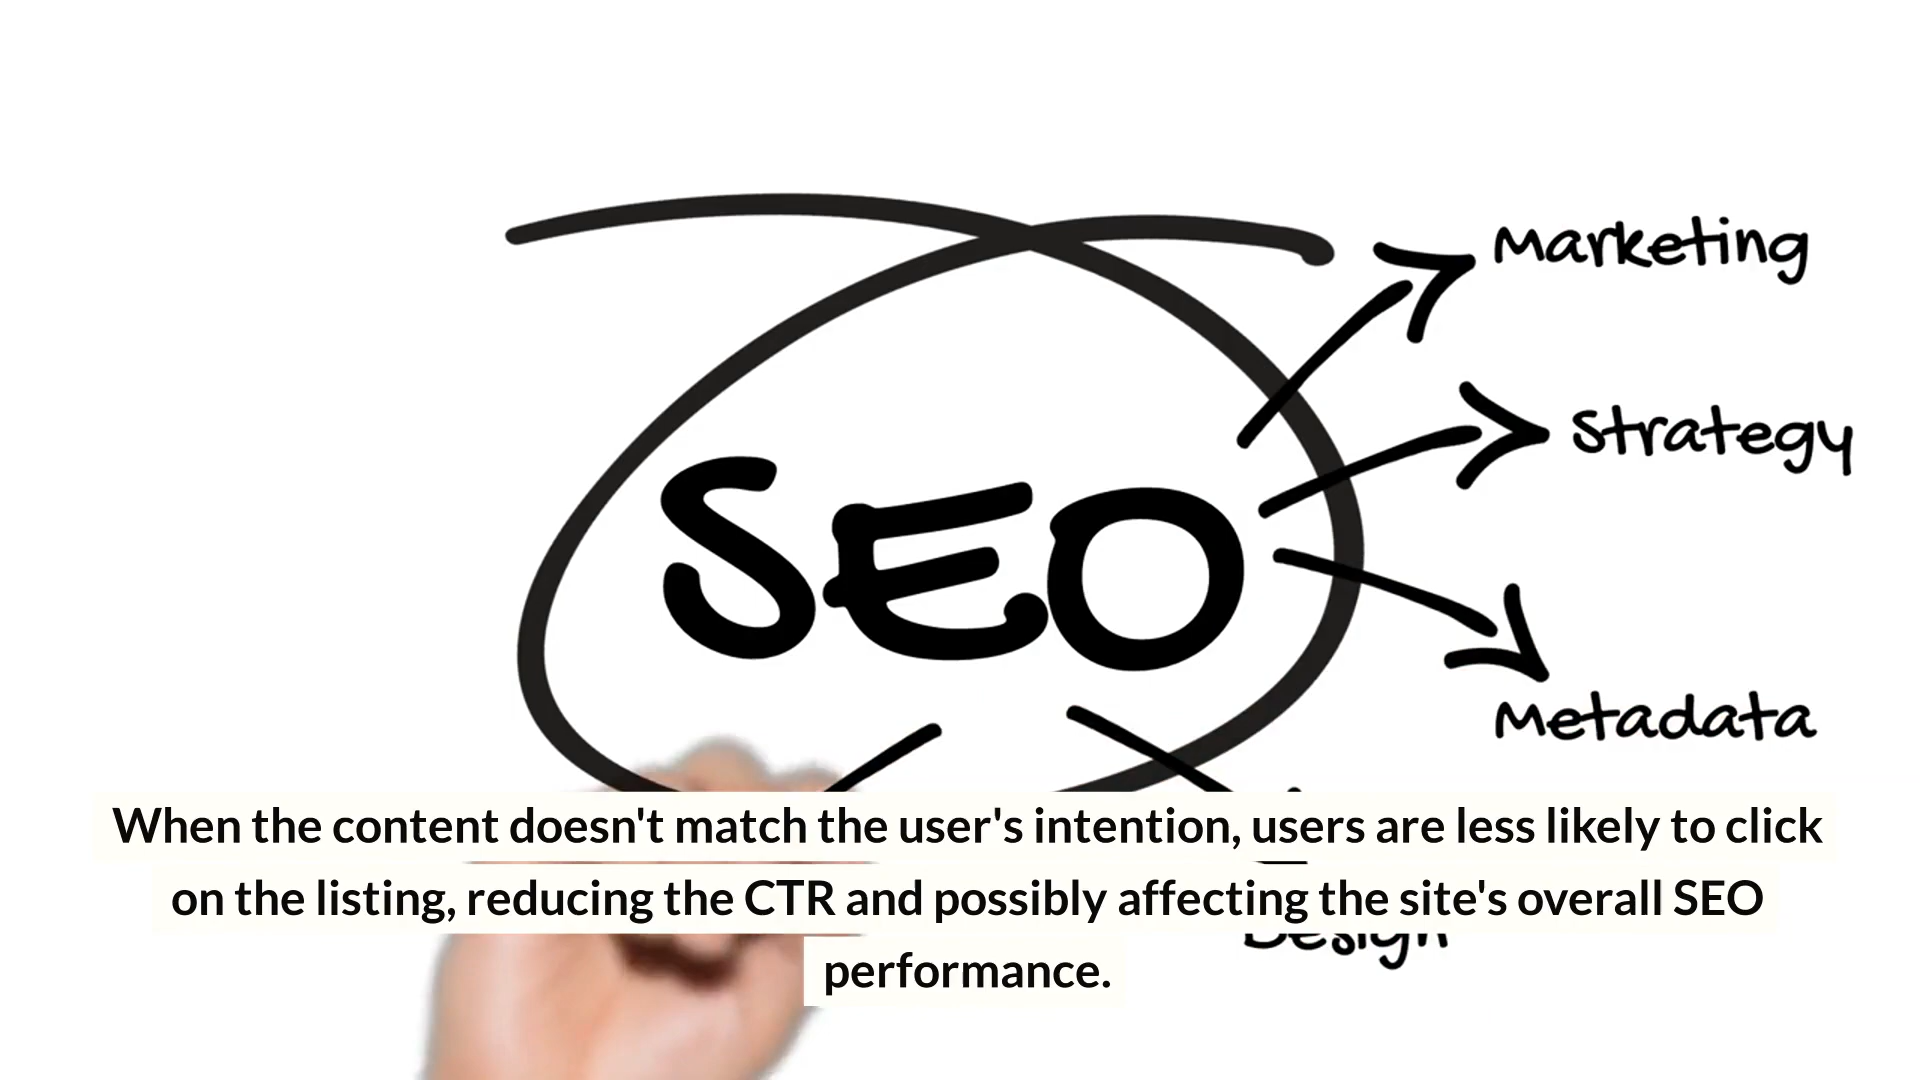 Marketing
Strategy
SEO
Metadata
When the content doesn't match the user's intention, users are less likely to click
on the listing, reducing the CTR and possibly affecting the site's overall SEO
performance.